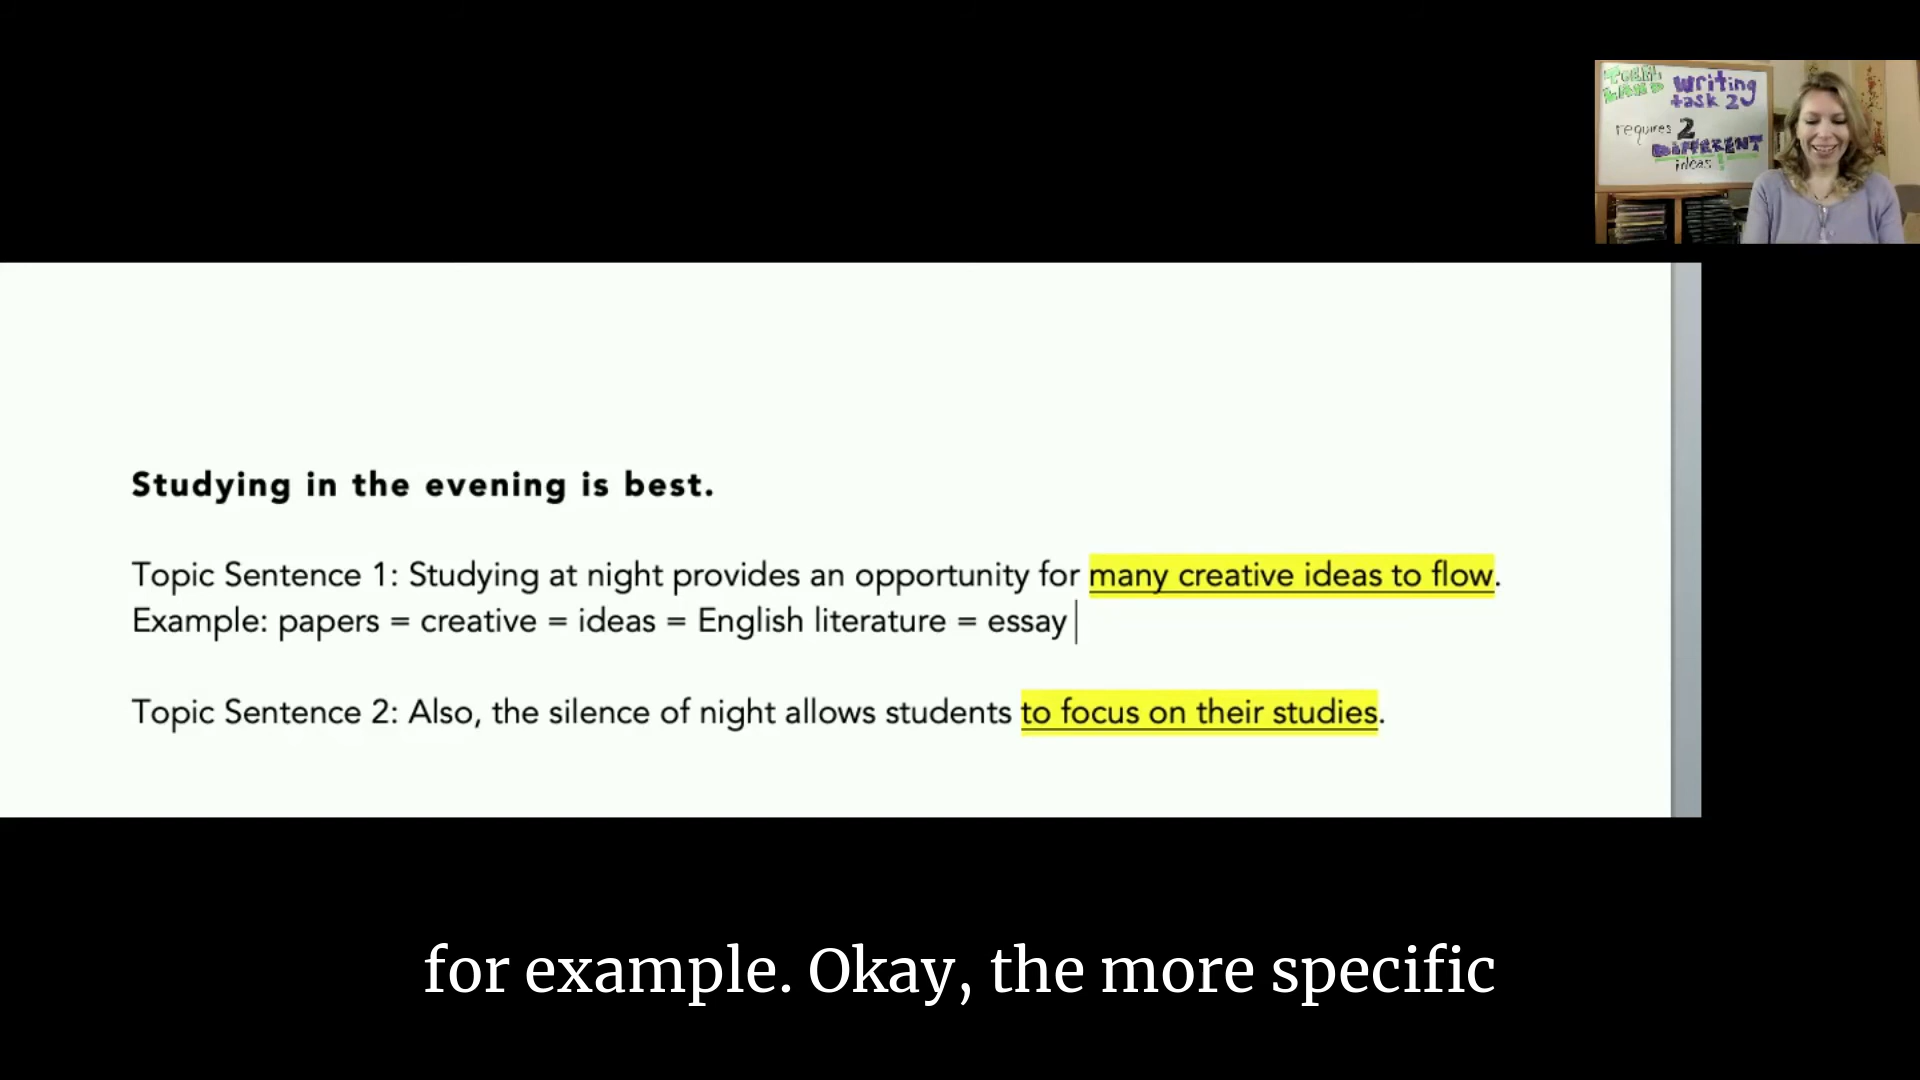 TOEFL
LAND
writing
task 2
requires 2
DIFFERENT
ideas!
Studying in the evening is best.
Topic Sentence 1: Studying at night provides an opportunity for many creative ideas to flow.
Example: papers = creative = ideas = English literature = essay
Topic Sentence 2: Also, the silence of night allows students to focus on their studies.
for example. Okay, the more specific